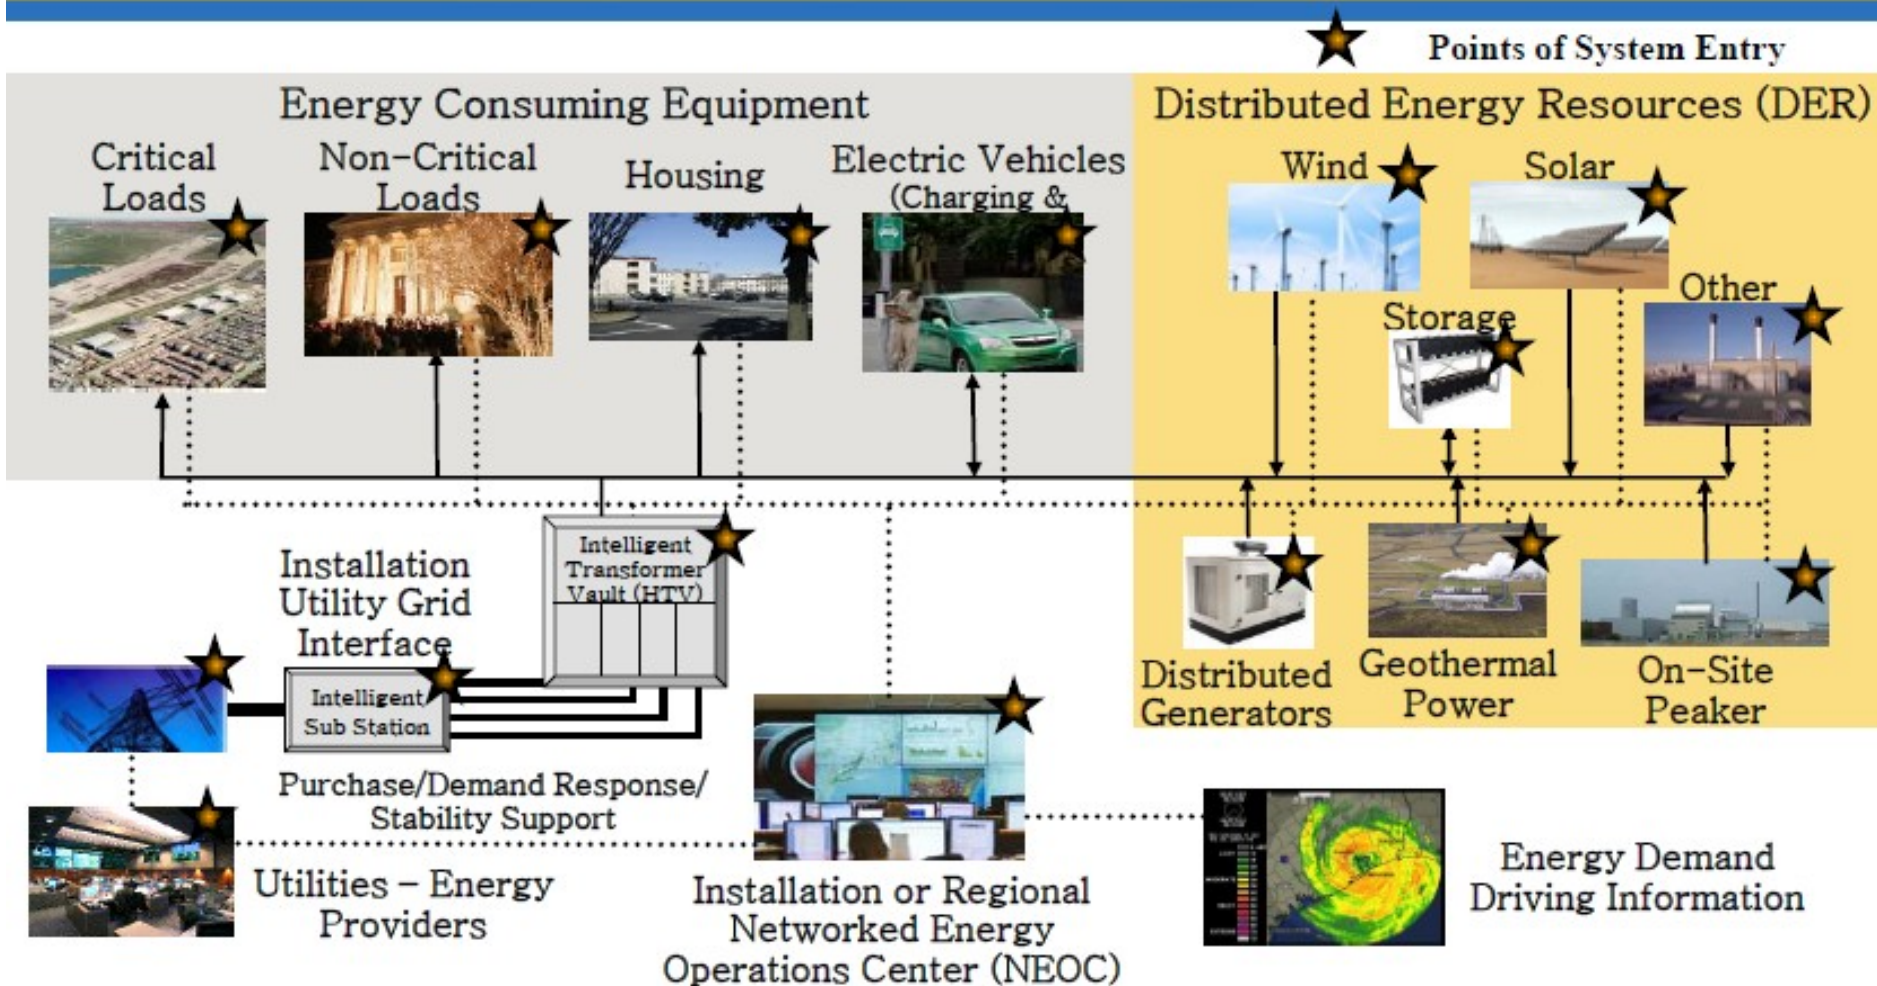 Points of System Entry
Energy Consuming Equipment
Distributed Energy Resources (DER)
Critical
Loads
Non-Critical
Loads
Housing
Electric Vehicles
(Charging &
Wind
Solar
Storage
Other
Installation
Utility Grid
Interface
Intelligent
Transformer
Vault (HTV)
Intelligent
Sub Station
Distributed
Generators
Geothermal
Power
On-Site
Peaker
Purchase/Demand Response/
Stability Support
Utilities – Energy
Providers
Installation or Regional
Networked Energy
Operations Center (NEOC)
Energy Demand
Driving Information